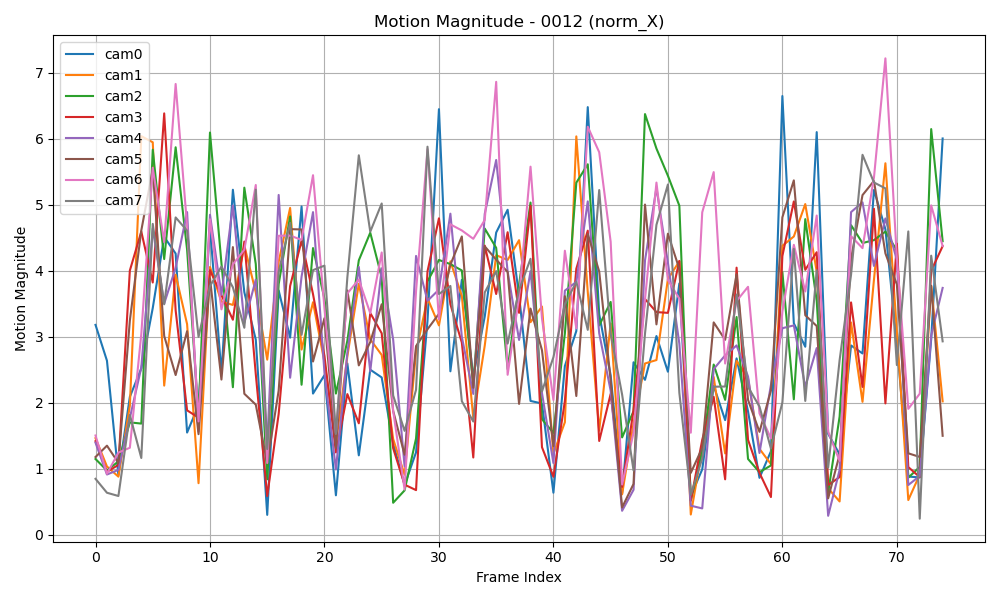 Motion Magnitude - 0012 (norm_X)
cam0
cam1
cam2
cam3
cam4
cam5
cam6
cam7
Motion Magnitude
7
6
5
4
3
2
1
0
0 10 20 30 40 50 60 70
Frame Index